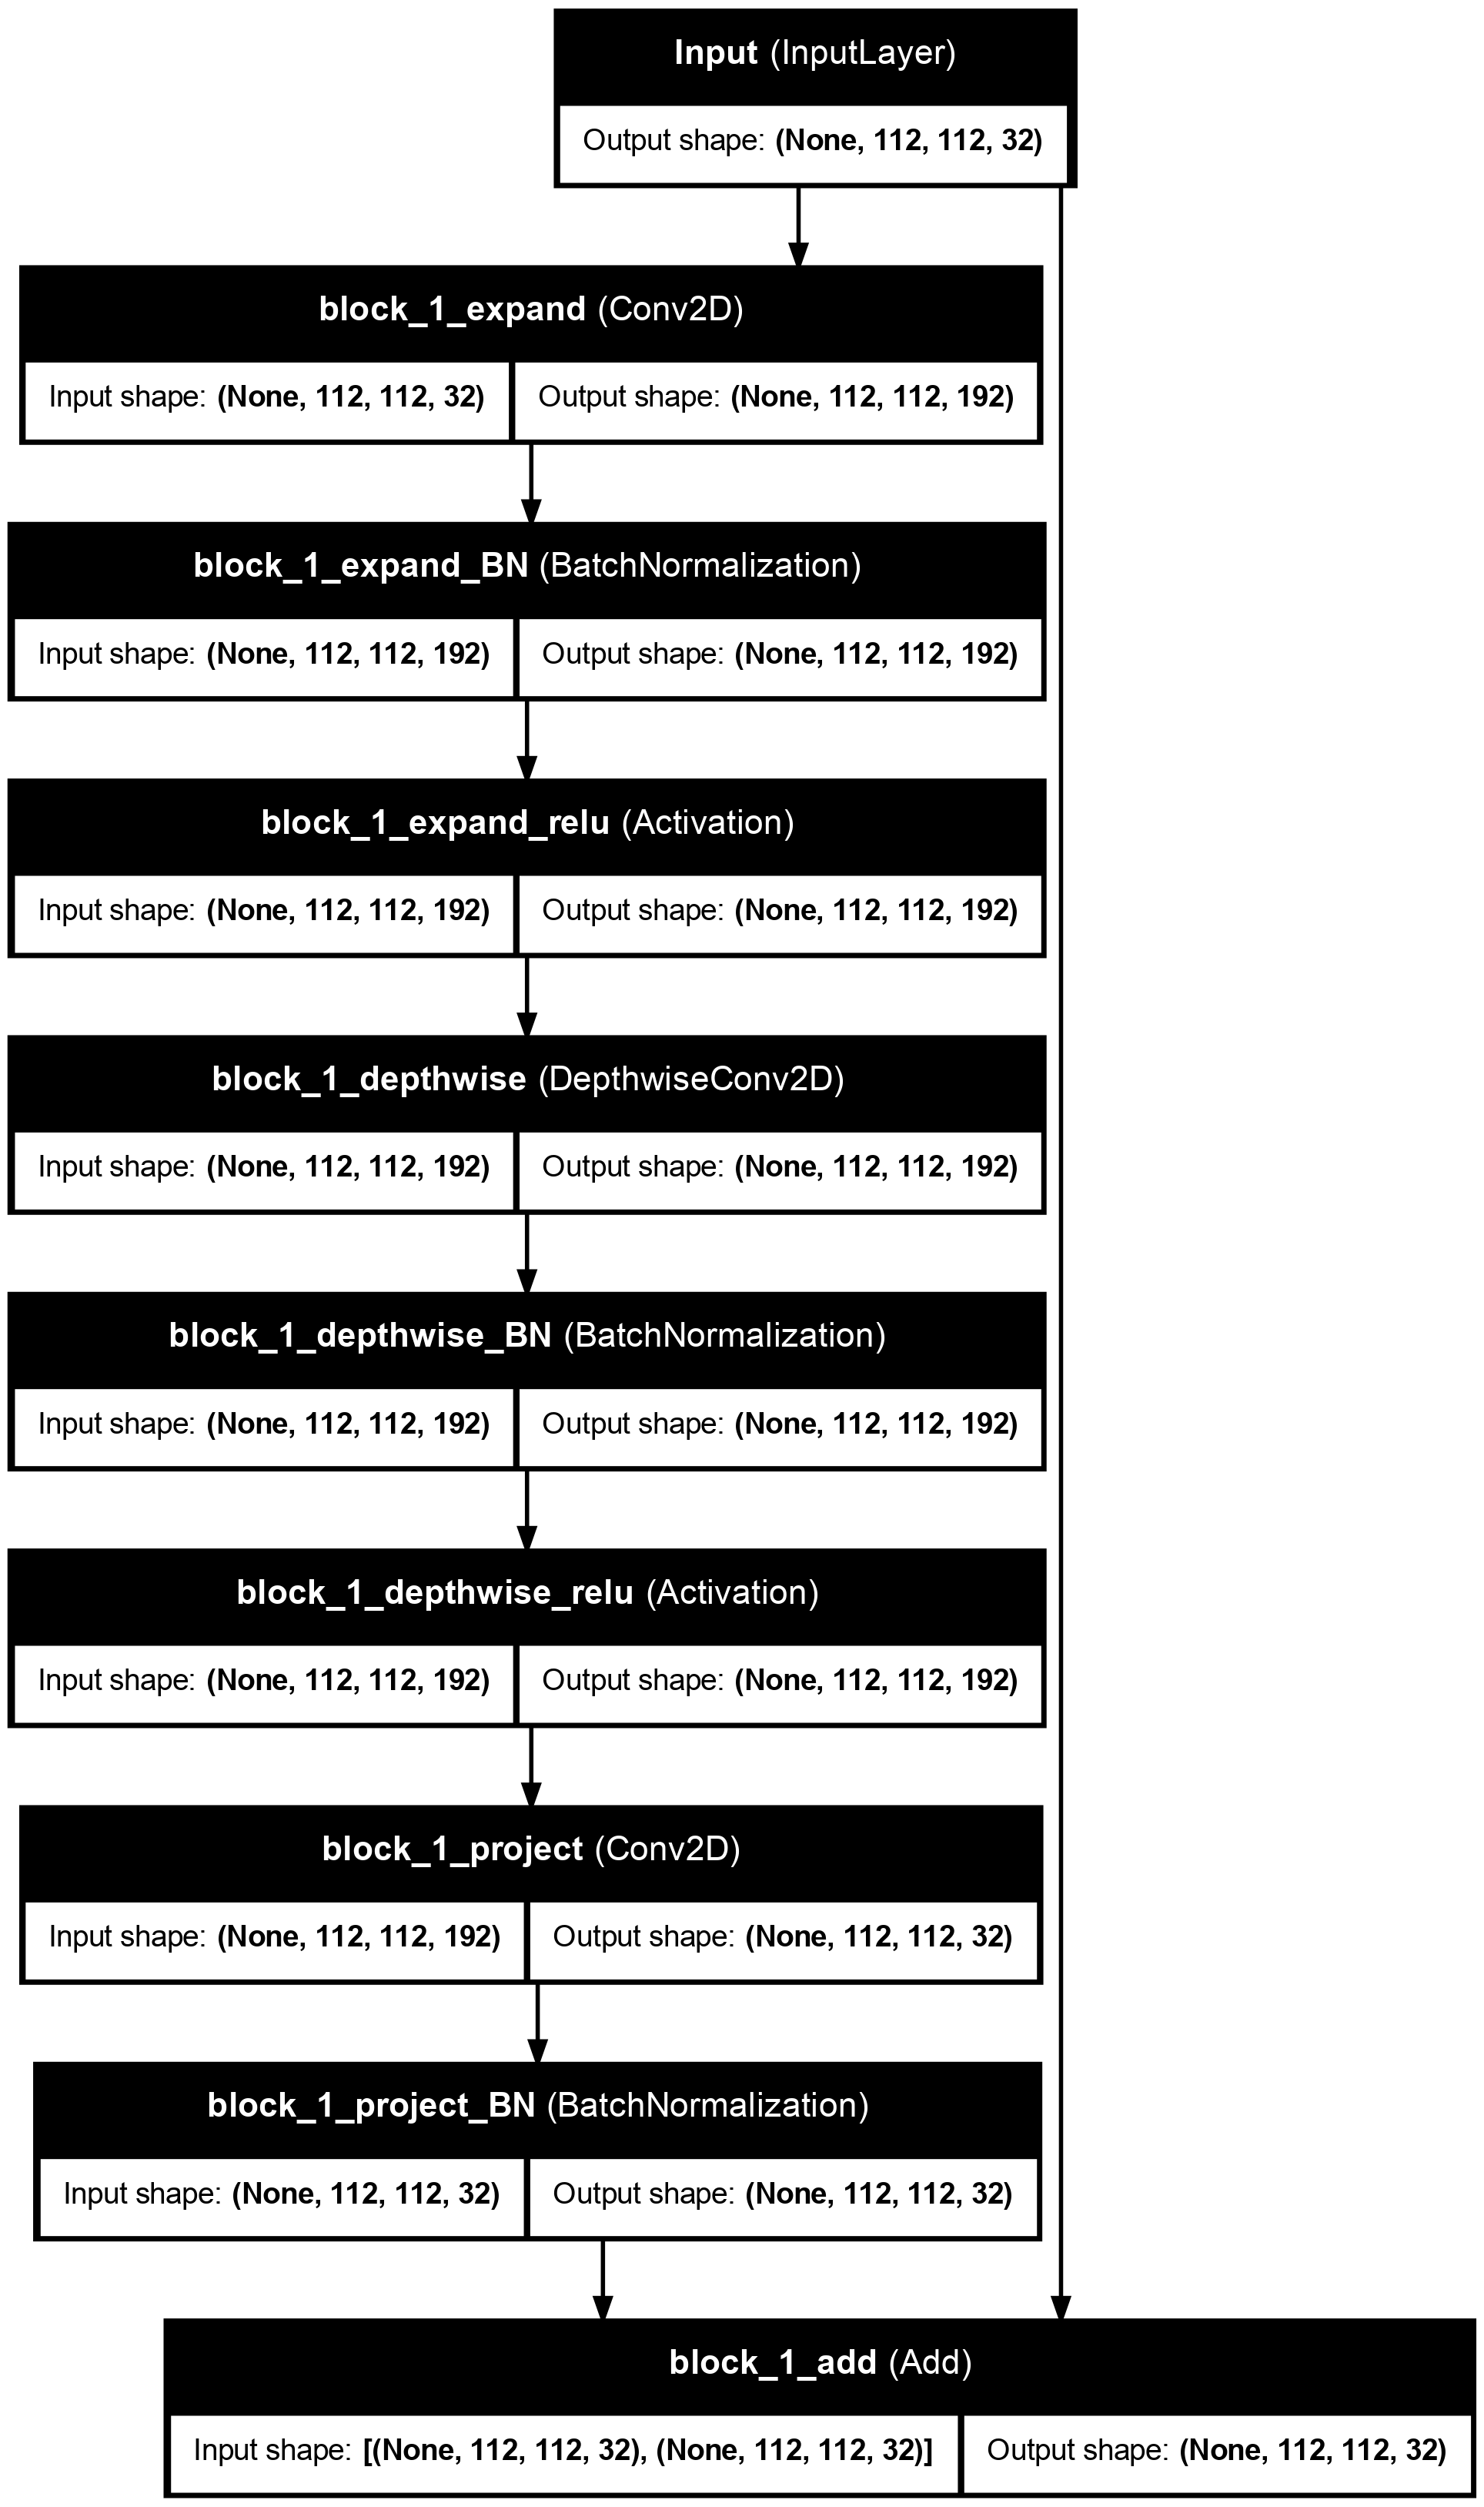 Input (InputLayer)
Output shape: (None, 112, 112, 32)
block_1_expand (Conv2D)
Input shape: (None, 112, 112, 32) Output shape: (None, 112, 112, 192)
block_1_expand_BN (BatchNormalization)
Input shape: (None, 112, 112, 192) Output shape: (None, 112, 112, 192)
block_1_expand_relu (Activation)
Input shape: (None, 112, 112, 192) Output shape: (None, 112, 112, 192)
block_1_depthwise (DepthwiseConv2D)
Input shape: (None, 112, 112, 192) Output shape: (None, 112, 112, 192)
block_1_depthwise_BN (BatchNormalization)
Input shape: (None, 112, 112, 192) Output shape: (None, 112, 112, 192)
block_1_depthwise_relu (Activation)
Input shape: (None, 112, 112, 192) Output shape: (None, 112, 112, 192)
block_1_project (Conv2D)
Input shape: (None, 112, 112, 192) Output shape: (None, 112, 112, 32)
block_1_project_BN (BatchNormalization)
Input shape: (None, 112, 112, 32) Output shape: (None, 112, 112, 32)
block_1_add (Add)
Input shape: [(None, 112, 112, 32), (None, 112, 112, 32)] Output shape: (None, 112, 112, 32)